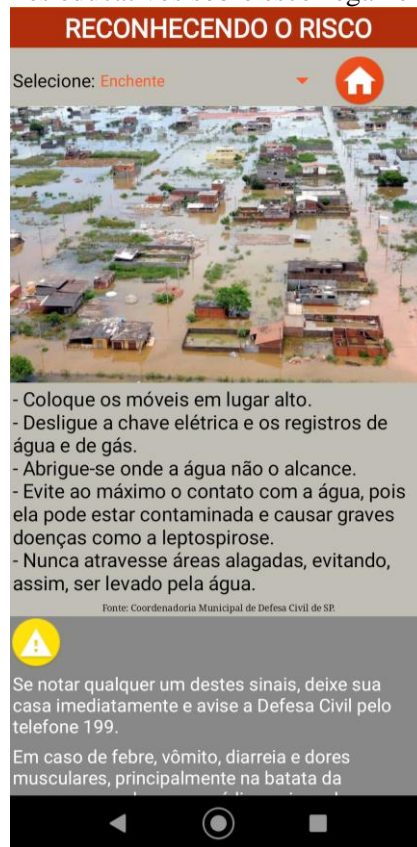 RECONHECENDO O RISCO
Selecione: Enchente
- Coloque os móveis em lugar alto.
- Desligue a chave elétrica e os registros de
água e de gás.
- Abrigue-se onde a água não o alcance.
- Evite ao máximo o contato com a água, pois
ela pode estar contaminada e causar graves
doenças como a leptospirose.
- Nunca atravesse áreas alagadas, evitando,
assim, ser levado pela água.
Fonte: Coordenadoria Municipal de Defesa Civil de SP.
Se notar qualquer um destes sinais, deixe sua
casa imediatamente e avise a Defesa Civil pelo
telefone 199.
Em caso de febre, vômito, diarreia e dores
musculares, principalmente na batata da